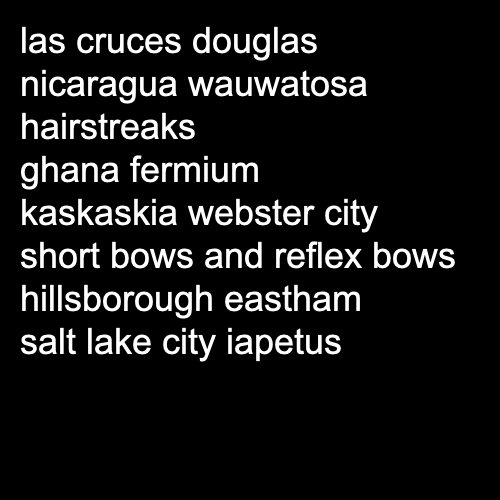 las cruces douglas
nicaragua wauwatosa
hairstreaks
ghana fermium
kaskaskia webster city
short bows and reflex bows
hillsborough eastham
salt lake city iapetus